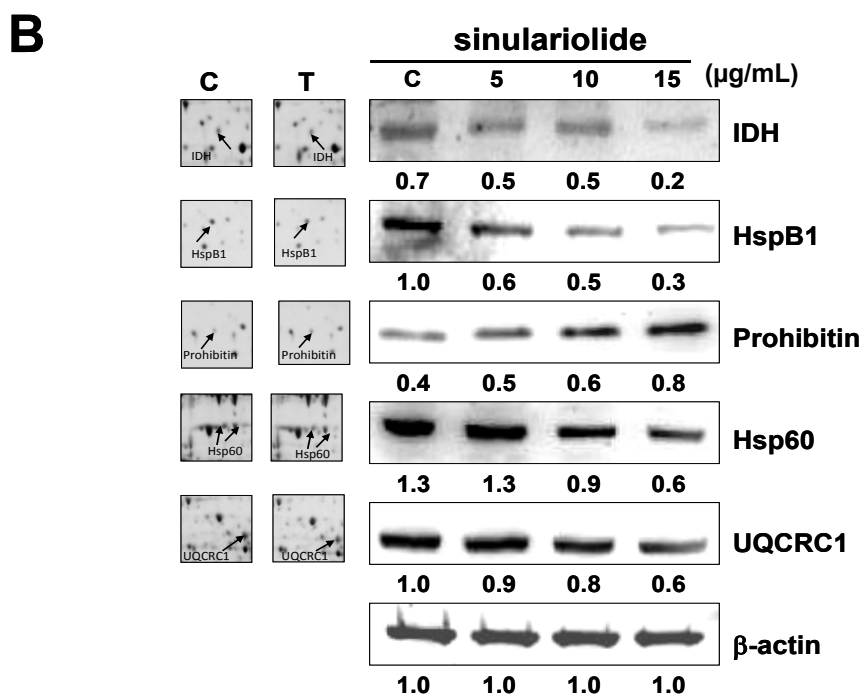 B
sinulariolide
C T C 5 10 15 (μg/mL)
IDH IDH IDH
0.7 0.5 0.5 0.2
HspB1 HspB1 HspB1
1.0 0.6 0.5 0.3
Prohibitin Prohibitin Prohibitin
0.4 0.5 0.6 0.8
Hsp60 Hsp60 Hsp60
1.3 1.3 0.9 0.6
UQCRC1 UQCRC1 UQCRC1
1.0 0.9 0.8 0.6
β-actin
1.0 1.0 1.0 1.0